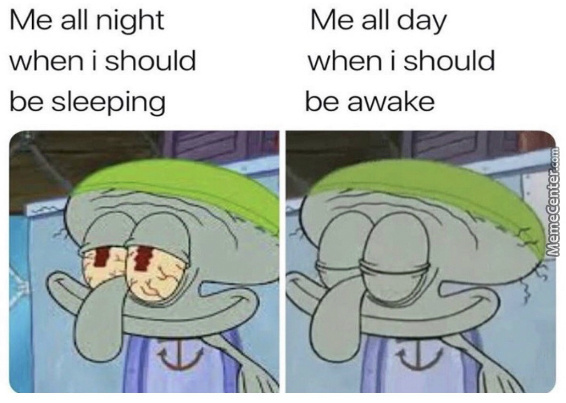 Me all night
when i should
be sleeping
Me all day
when i should
be awake
MemeCenter.com